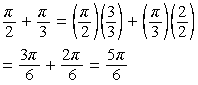 π/2 + π/3 = (π/2)(3/3) + (π/3)(2/2)
= 3π/6 + 2π/6 = 5π/6